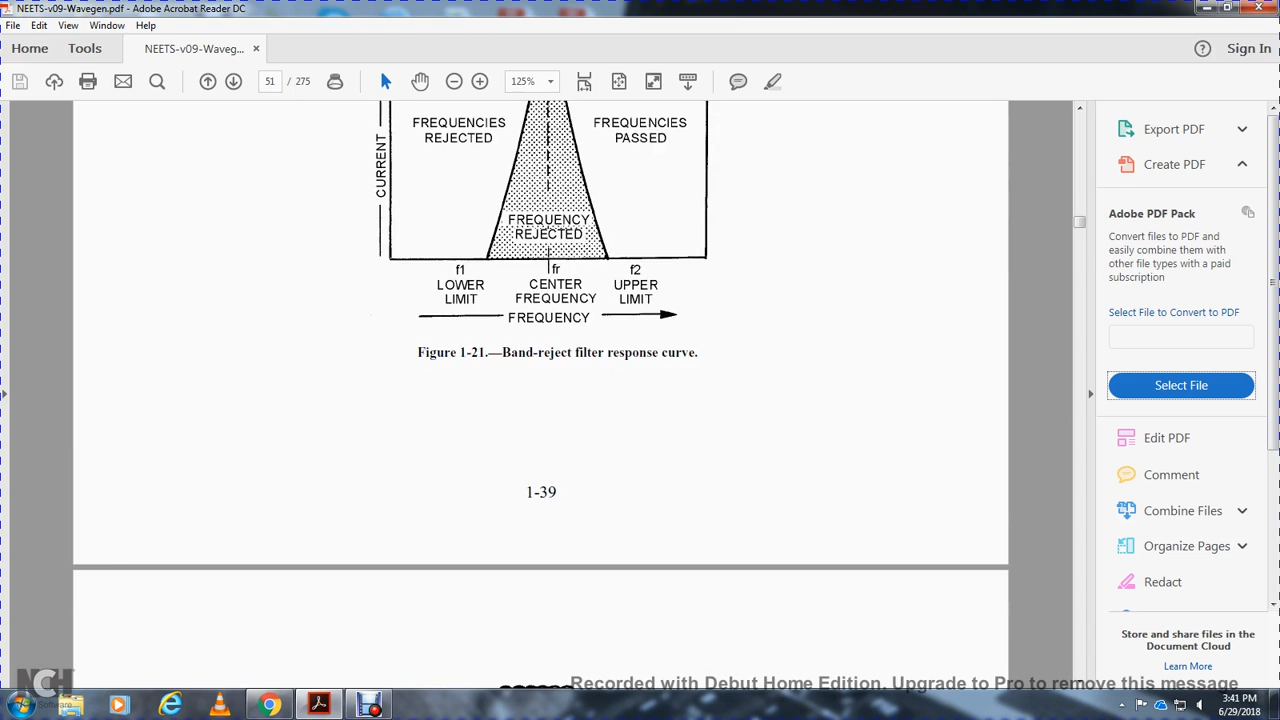 NEETS-v09-Wavegen.pdf - Adobe Acrobat Reader DC
File Edit View Window Help
Home Tools NEETS-v09-Waveg... × Sign In
51 / 275 125%
FREQUENCIES
REJECTED
FREQUENCIES
PASSED
CURRENT
FREQUENCY
REJECTED
f1
LOWER
LIMIT
fr
CENTER
FREQUENCY
f2
UPPER
LIMIT
FREQUENCY
Figure 1-21.—Band-reject filter response curve.
1-39
Export PDF
Create PDF
Adobe PDF Pack
Convert files to PDF and
easily combine them with
other file types with a paid
subscription
Select File to Convert to PDF
Select File
Edit PDF
Comment
Combine Files
Organize Pages
Redact
Store and share files in the
Document Cloud
Learn More
NCH
Software
Recorded with Debut Home Edition. Upgrade to Pro to remove this message
3:41 PM
6/29/2018